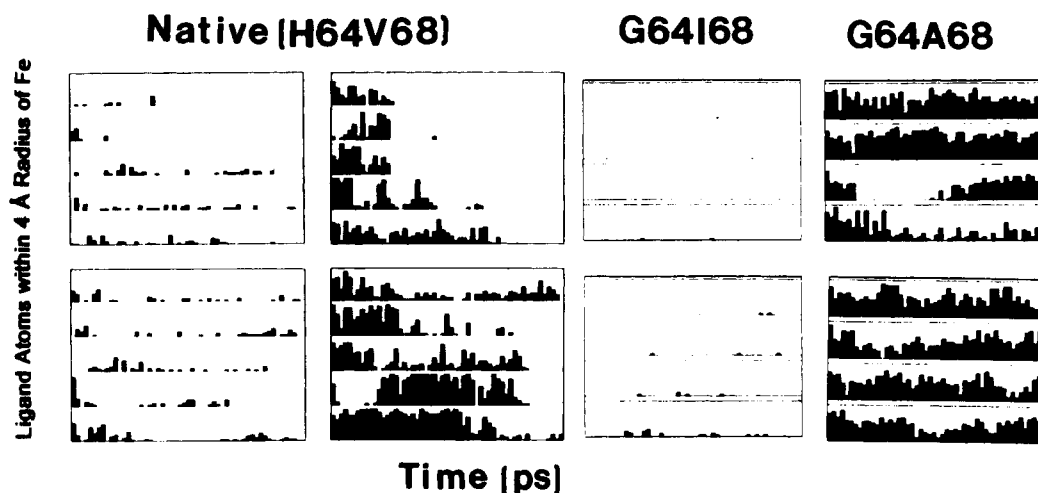 Native (H64V68)
G64I68
G64A68
Ligand Atoms within 4 Å Radius of Fe
Time (ps)